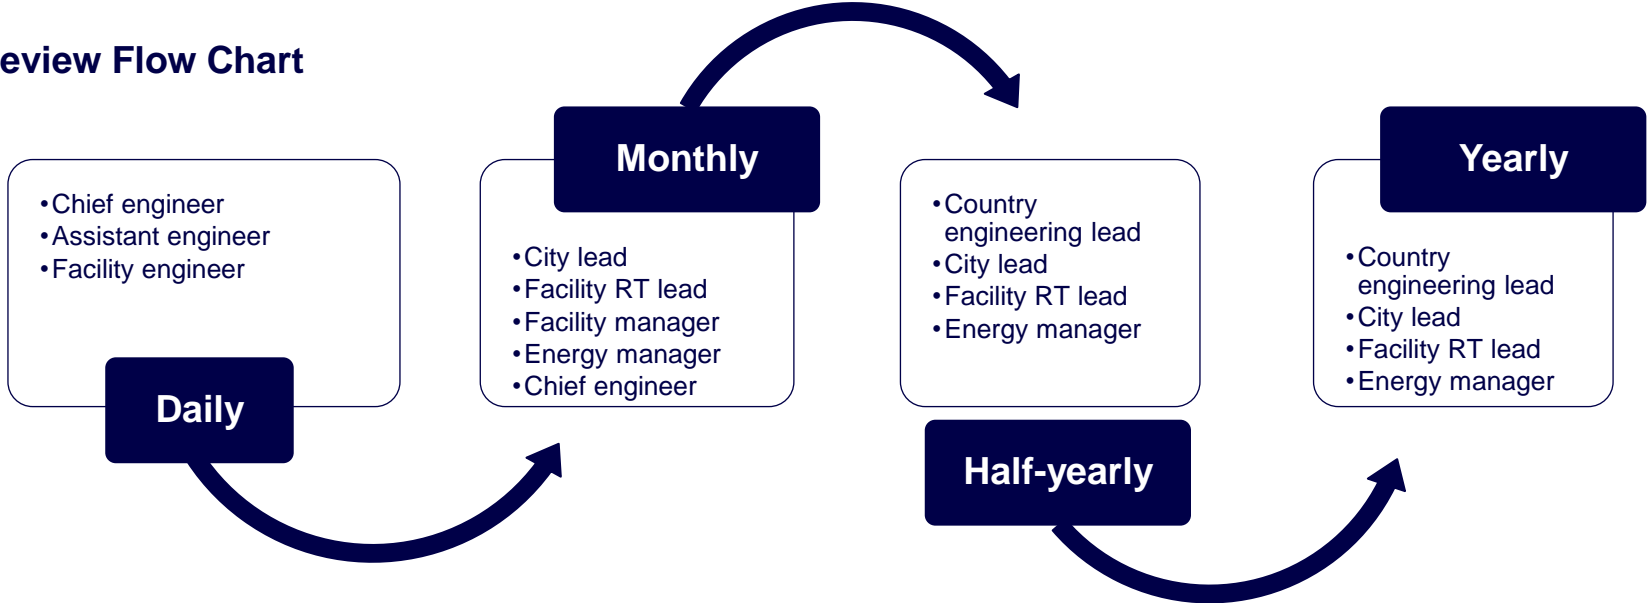 eview Flow Chart
•Chief engineer
•Assistant engineer
•Facility engineer
Daily
Monthly
•City lead
•Facility RT lead
•Facility manager
•Energy manager
•Chief engineer
•Country
engineering lead
•City lead
•Facility RT lead
•Energy manager
Half-yearly
Yearly
•Country
engineering lead
•City lead
•Facility RT lead
•Energy manager